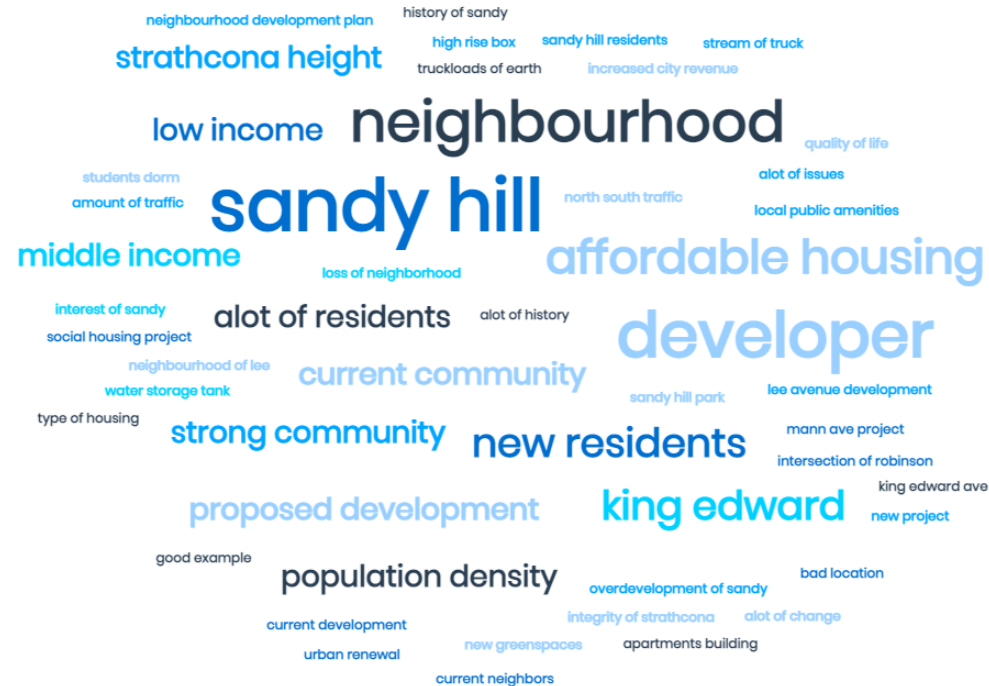 neighbourhood development plan
history of sandy
strathcona height
high rise box
sandy hill residents
stream of truck
truckloads of earth
increased city revenue
low income
neighbourhood
quality of life
students dorm
alot of issues
amount of traffic
sandy hill
north south traffic
local public amenities
middle income
loss of neighborhood
affordable housing
interest of sandy
alot of residents
alot of history
social housing project
developer
neighbourhood of lee
current community
water storage tank
sandy hill park
lee avenue development
type of housing
strong community
new residents
mann ave project
intersection of robinson
proposed development
king edward
king edward ave
new project
good example
population density
overdevelopment of sandy
bad location
current development
integrity of strathcona
alot of change
urban renewal
new greenspaces
apartments building
current neighbors